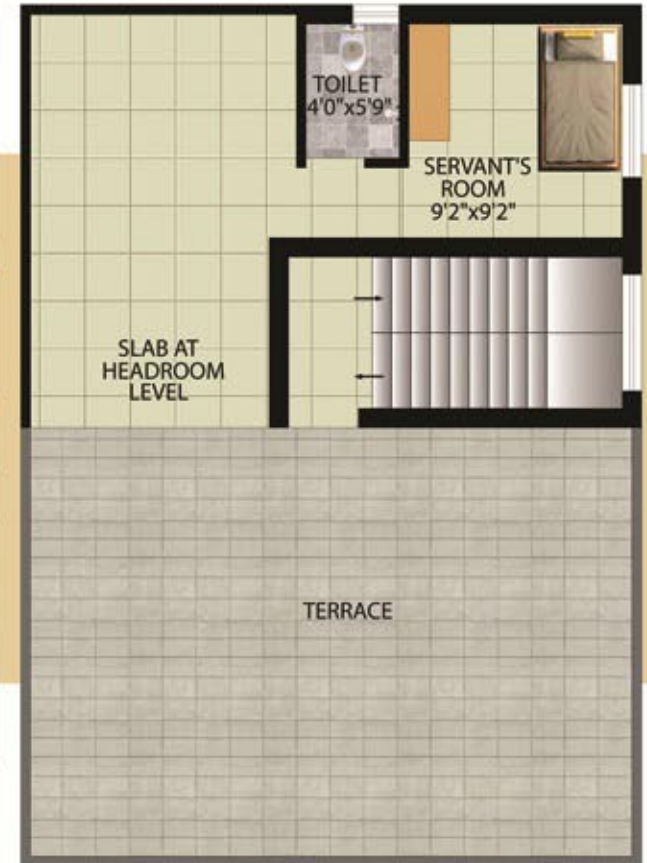 TOILET
4'0"x5'9"
SERVANT'S
ROOM
9'2"x9'2"
SLAB AT
HEADROOM
LEVEL
TERRACE